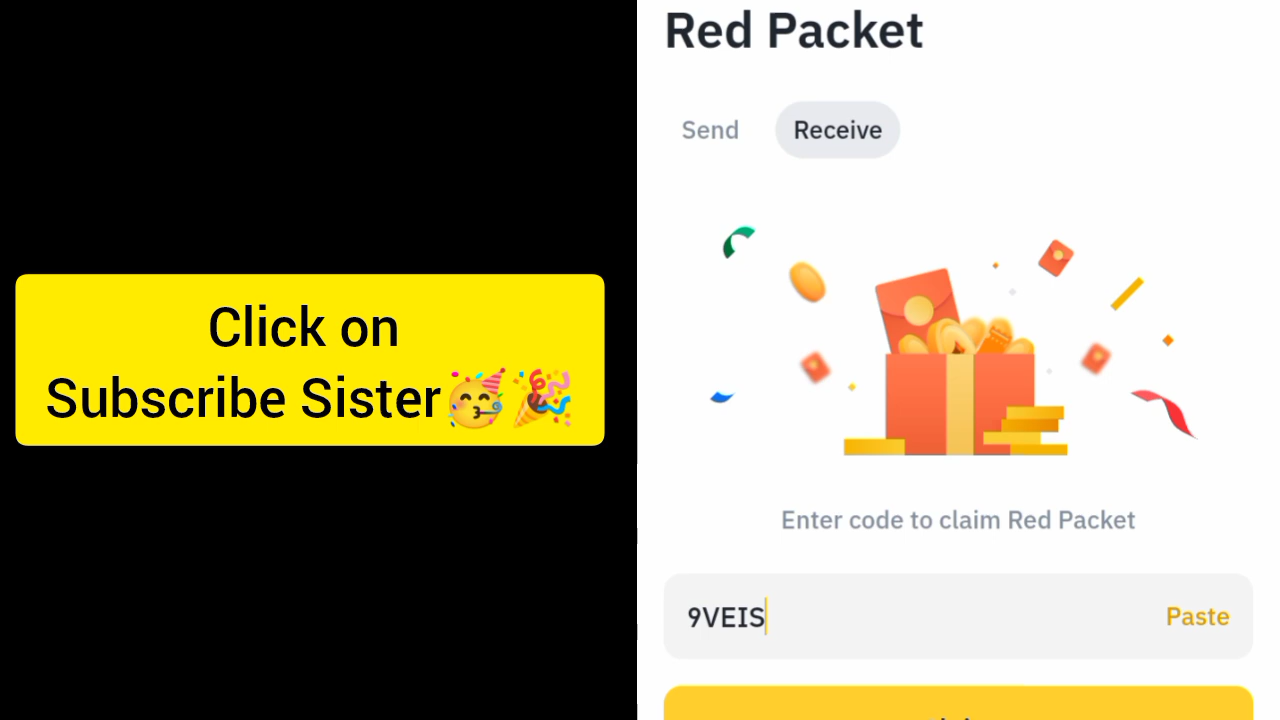 Click on
Subscribe Sister🥳🎉
Red Packet
Send
Receive
Enter code to claim Red Packet
9VEIS
Paste